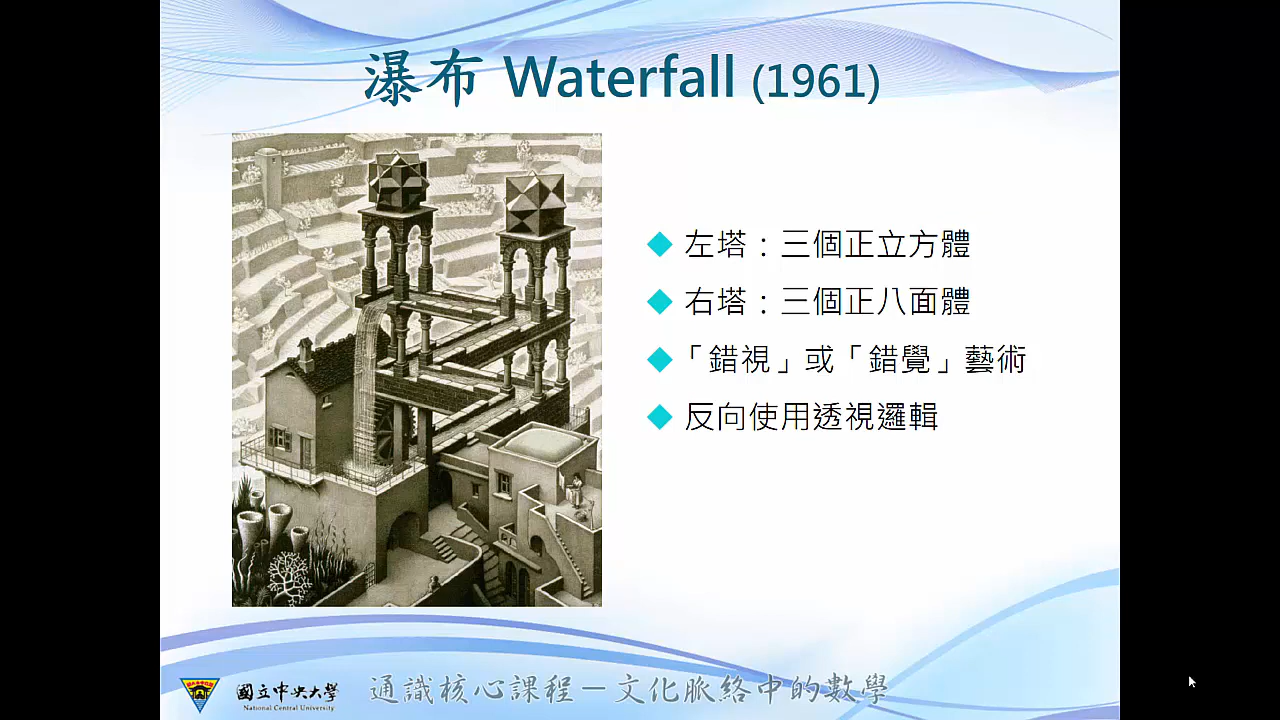 瀑布 Waterfall (1961)
左塔：三個正立方體
右塔：三個正八面體
「錯視」或「錯覺」藝術
反向使用透視邏輯
國立中央大學
National Central University
通識核心課程－文化脈絡中的數學